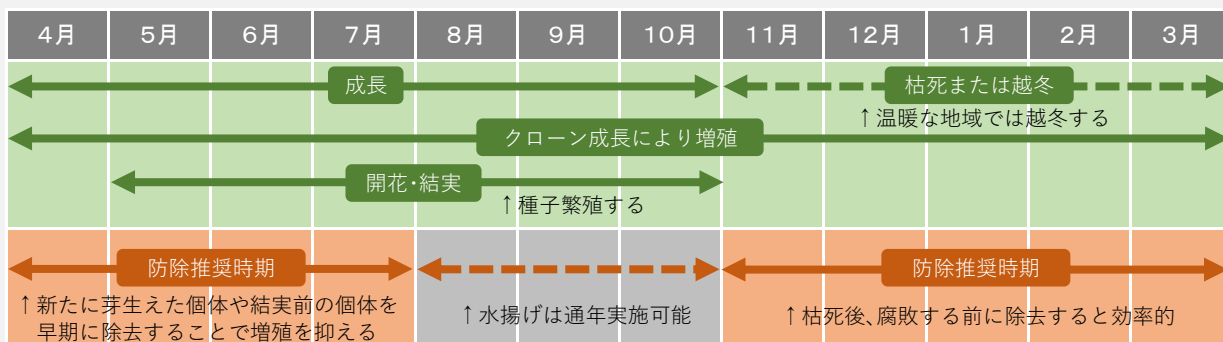 4月 5月 6月 7月 8月 9月 10月 11月 12月 1月 2月 3月
成長
枯死または越冬
↑温暖な地域では越冬する
クローン成長により増殖
開花・結実
↑種子繁殖する
防除推奨時期
防除推奨時期
↑新たに芽生えた個体や結実前の個体を
早期に除去することで増殖を抑える
↑水揚げは通年実施可能
↑枯死後、腐敗する前に除去すると効率的